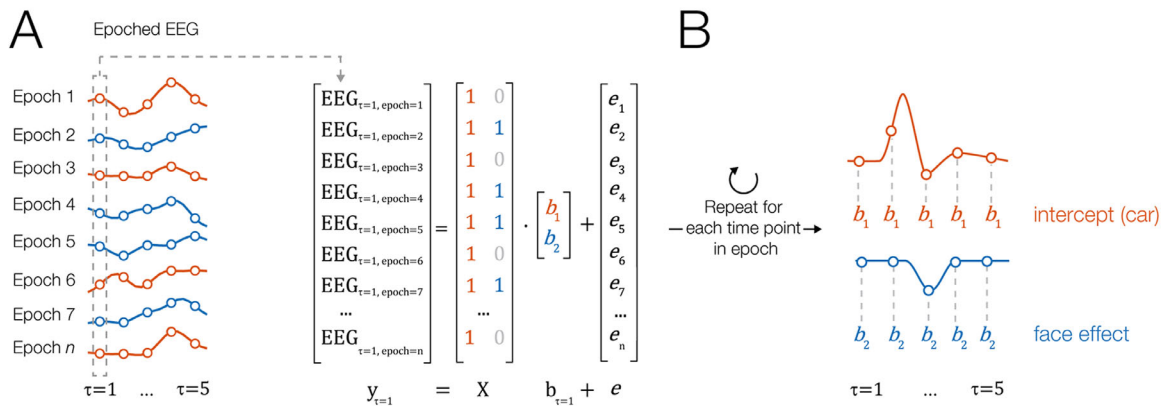 A
Epoched EEG
B
Epoch 1
Epoch 2
Epoch 3
Epoch 4
Epoch 5
Epoch 6
Epoch 7
Epoch n
τ=1 ... τ=5
EEGτ=1, epoch=1 1 0 e1
EEGτ=1, epoch=2 1 1 e2
EEGτ=1, epoch=3 1 0 e3
EEGτ=1, epoch=4 1 1 e4
EEGτ=1, epoch=5 = 1 1 · b1 b2 + e5
EEGτ=1, epoch=6 1 0 e6
EEGτ=1, epoch=7 1 1 e7
... ... ...
EEGτ=1, epoch=n 1 0 en
yτ=1 = X bτ=1 + e
Repeat for
each time point
in epoch
b1 b1 b1 b1 b1 intercept (car)
b2 b2 b2 b2 b2 face effect
τ=1 ... τ=5